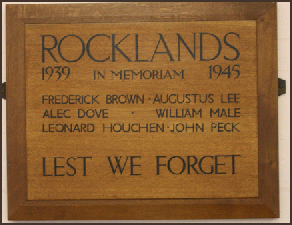 ROCKLANDS
1939 IN MEMORIAM 1945
FREDERICK BROWN · AUGUSTUS LEE
ALEC DOVE · WILLIAM MALE
LEONARD HOUCHEN · JOHN PECK
LEST WE FORGET